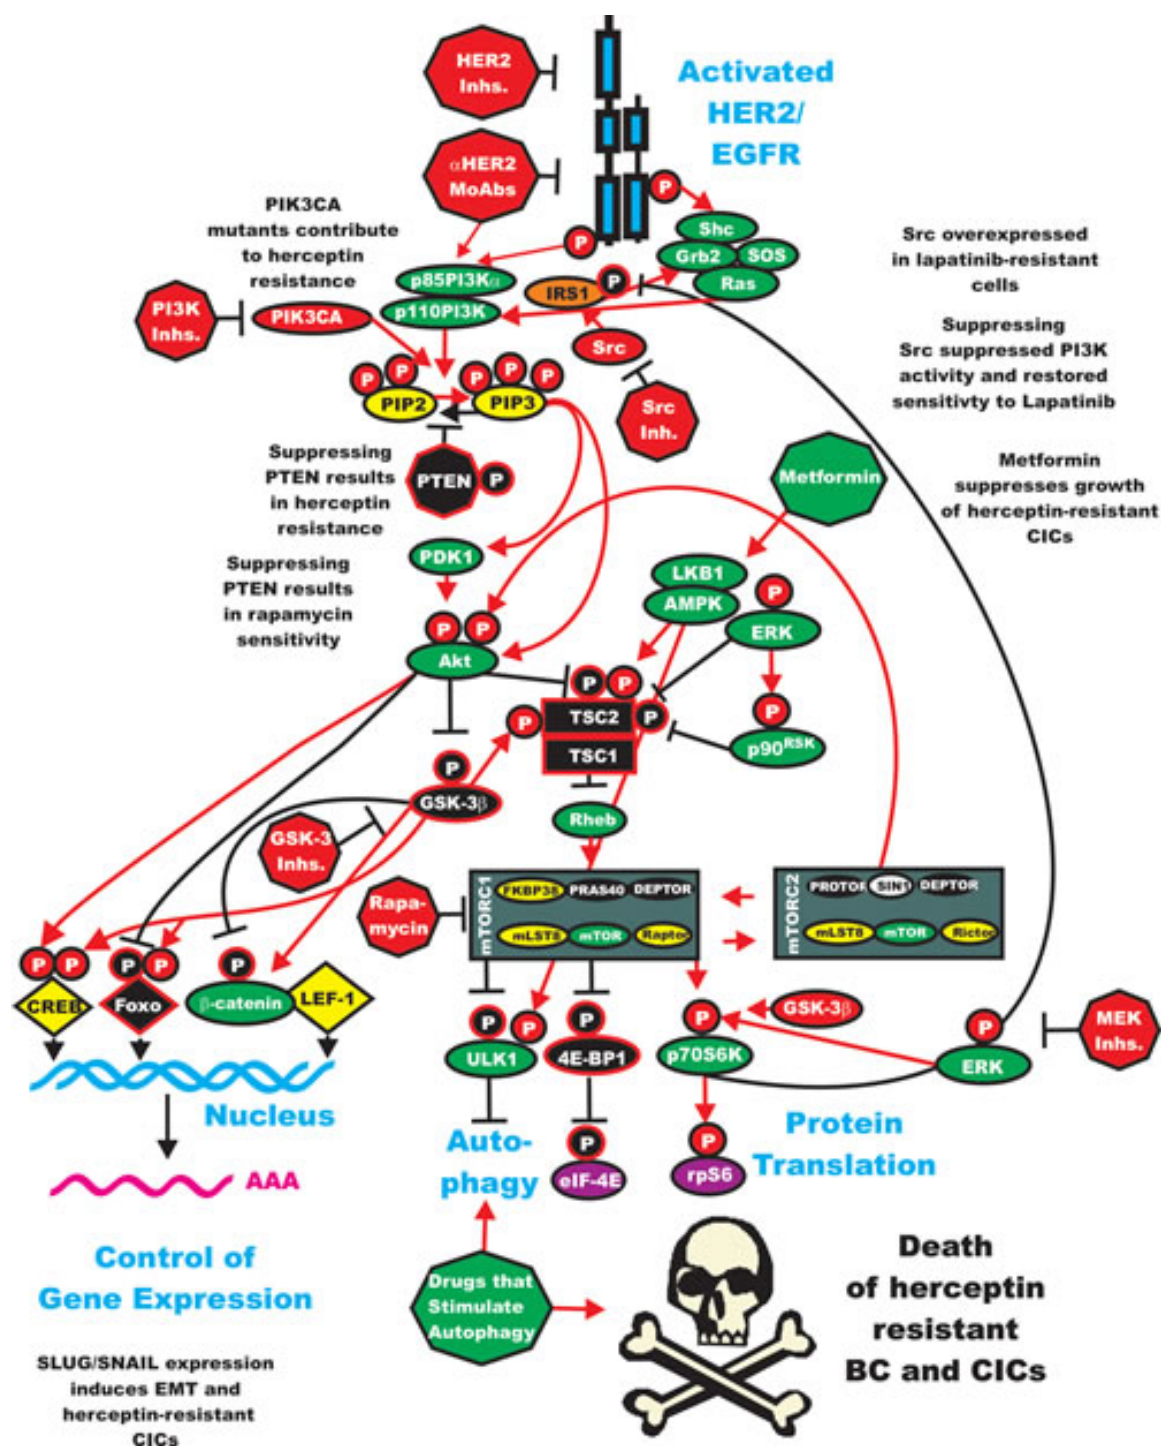 HER2
Inhs.
Activated
HER2/
EGFR
αHER2
MoAbs
P
PIK3CA
mutants contribute
to herceptin
resistance
P
Shc
Grb2
SOS
Ras
Src overexpressed
in lapatinib-resistant
cells
p85PI3Kα
p110PI3K
IRS1
P
PI3K
Inhs.
PIK3CA
Src
Suppressing
Src suppressed PI3K
activity and restored
sensitivty to Lapatinib
P P
PIP2
P P P
PIP3
Src
Inh.
Suppressing
PTEN results
in herceptin
resistance
PTEN
P
Metformin
Metformin
suppresses growth
of herceptin-resistant
CICs
PDK1
Suppressing
PTEN results
in rapamycin
sensitivity
LKB1
AMPK
P
ERK
P P
Akt
P P
P
TSC2
P
TSC1
P
p90RSK
P
GSK-3β
Rheb
GSK-3
Inhs.
Rapa-
mycin
mTORC1
FKBP38
PRAS40
DEPTOR
mLST8
mTOR
Raptor
mTORC2
PROTOR
SIN1
DEPTOR
mLST8
mTOR
Rictor
P P
CREB
P P
Foxo
P
β-catenin
LEF-1
P
P
ULK1
P
4E-BP1
P
p70S6K
GSK-3β
P
ERK
MEK
Inhs.
Nucleus
AAA
Auto-
phagy
P
eIF-4E
P
rpS6
Protein
Translation
Control of
Gene Expression
Drugs that
Stimulate
Autophagy
Death
of herceptin
resistant
BC and CICs
SLUG/SNAIL expression
induces EMT and
herceptin-resistant
CICs